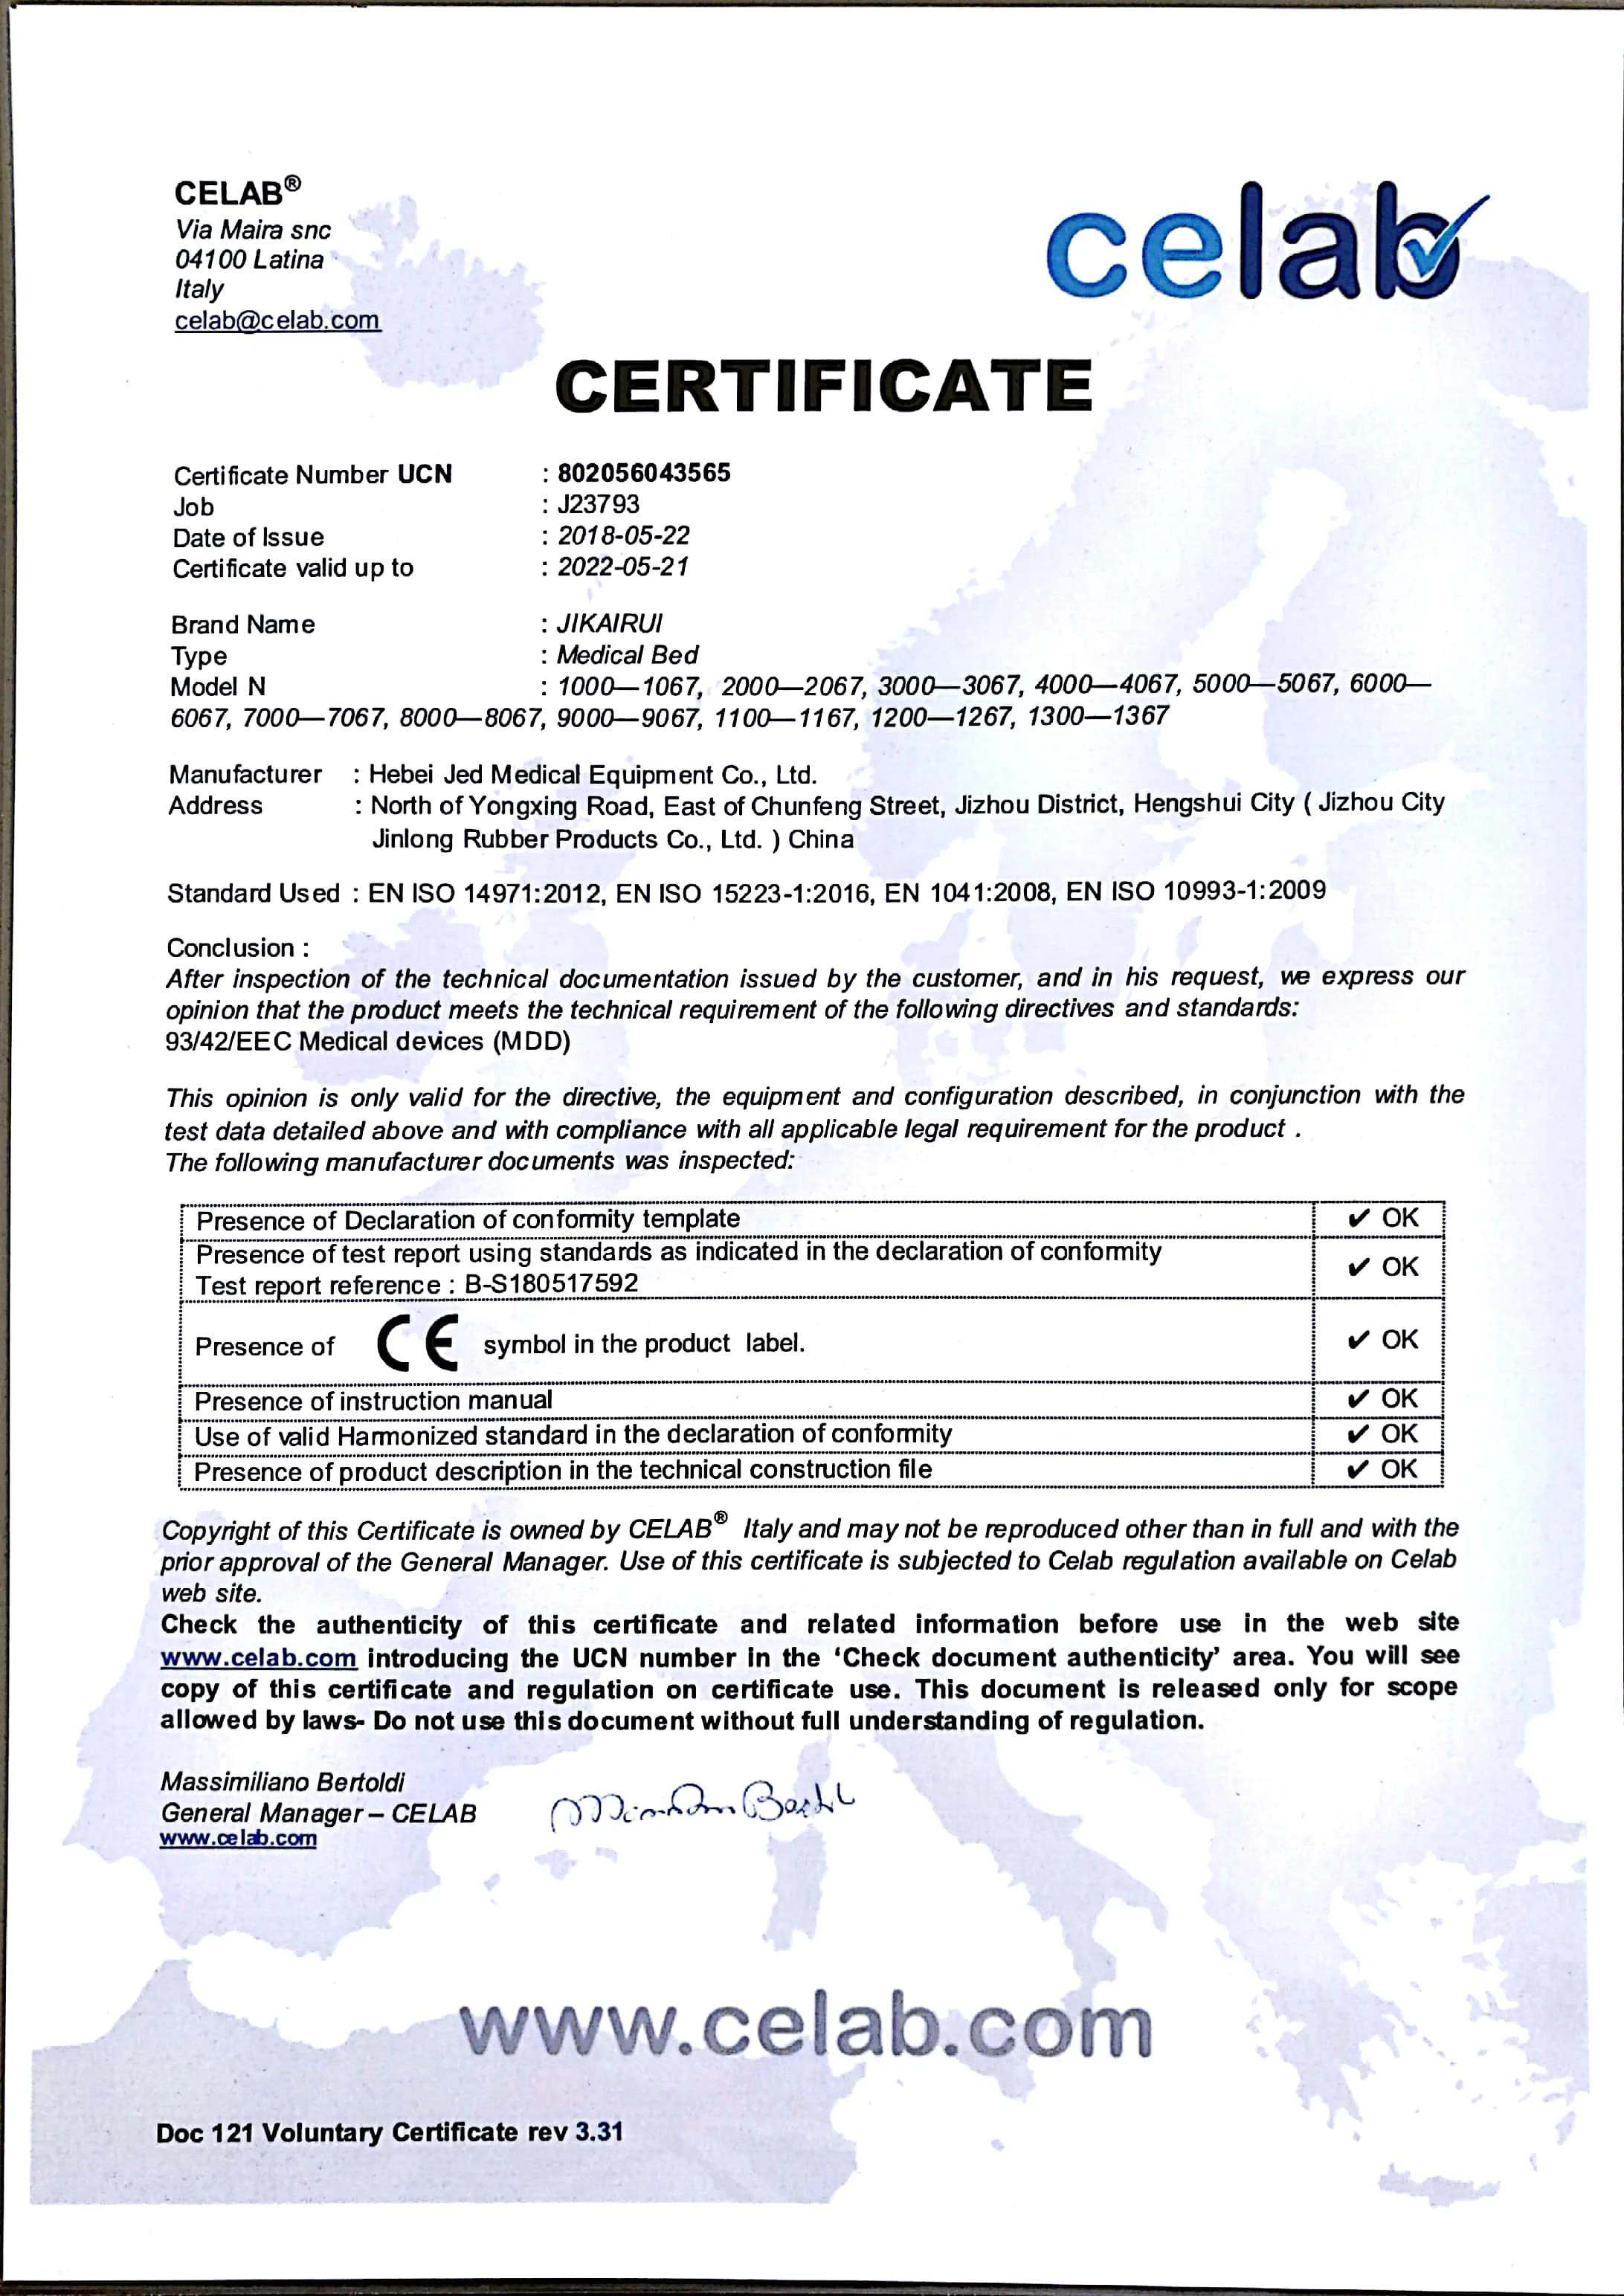 CELAB®
Via Maira snc
04100 Latina
Italy
celab@celab.com
celab
CERTIFICATE
Certificate Number UCN : 802056043565
Job : J23793
Date of Issue : 2018-05-22
Certificate valid up to : 2022-05-21
Brand Name : JIKAIRUI
Type : Medical Bed
Model N : 1000—1067, 2000—2067, 3000—3067, 4000—4067, 5000—5067, 6000—
6067, 7000—7067, 8000—8067, 9000—9067, 1100—1167, 1200—1267, 1300—1367
Manufacturer : Hebei Jed Medical Equipment Co., Ltd.
Address : North of Yongxing Road, East of Chunfeng Street, Jizhou District, Hengshui City ( Jizhou City
Jinlong Rubber Products Co., Ltd. ) China
Standard Used : EN ISO 14971:2012, EN ISO 15223-1:2016, EN 1041:2008, EN ISO 10993-1:2009
Conclusion :
After inspection of the technical documentation issued by the customer, and in his request, we express our
opinion that the product meets the technical requirement of the following directives and standards:
93/42/EEC Medical devices (MDD)
This opinion is only valid for the directive, the equipment and configuration described, in conjunction with the
test data detailed above and with compliance with all applicable legal requirement for the product .
The following manufacturer documents was inspected:
Presence of Declaration of conformity template ✔ OK
Presence of test report using standards as indicated in the declaration of conformity
Test report reference : B-S180517592 ✔ OK
Presence of CE symbol in the product label. ✔ OK
Presence of instruction manual ✔ OK
Use of valid Harmonized standard in the declaration of conformity ✔ OK
Presence of product description in the technical construction file ✔ OK
Copyright of this Certificate is owned by CELAB® Italy and may not be reproduced other than in full and with the
prior approval of the General Manager. Use of this certificate is subjected to Celab regulation available on Celab
web site.
Check the authenticity of this certificate and related information before use in the web site
www.celab.com introducing the UCN number in the ‘Check document authenticity’ area. You will see
copy of this certificate and regulation on certificate use. This document is released only for scope
allowed by laws- Do not use this document without full understanding of regulation.
Massimiliano Bertoldi
General Manager – CELAB
www.celab.com
www.celab.com
Doc 121 Voluntary Certificate rev 3.31